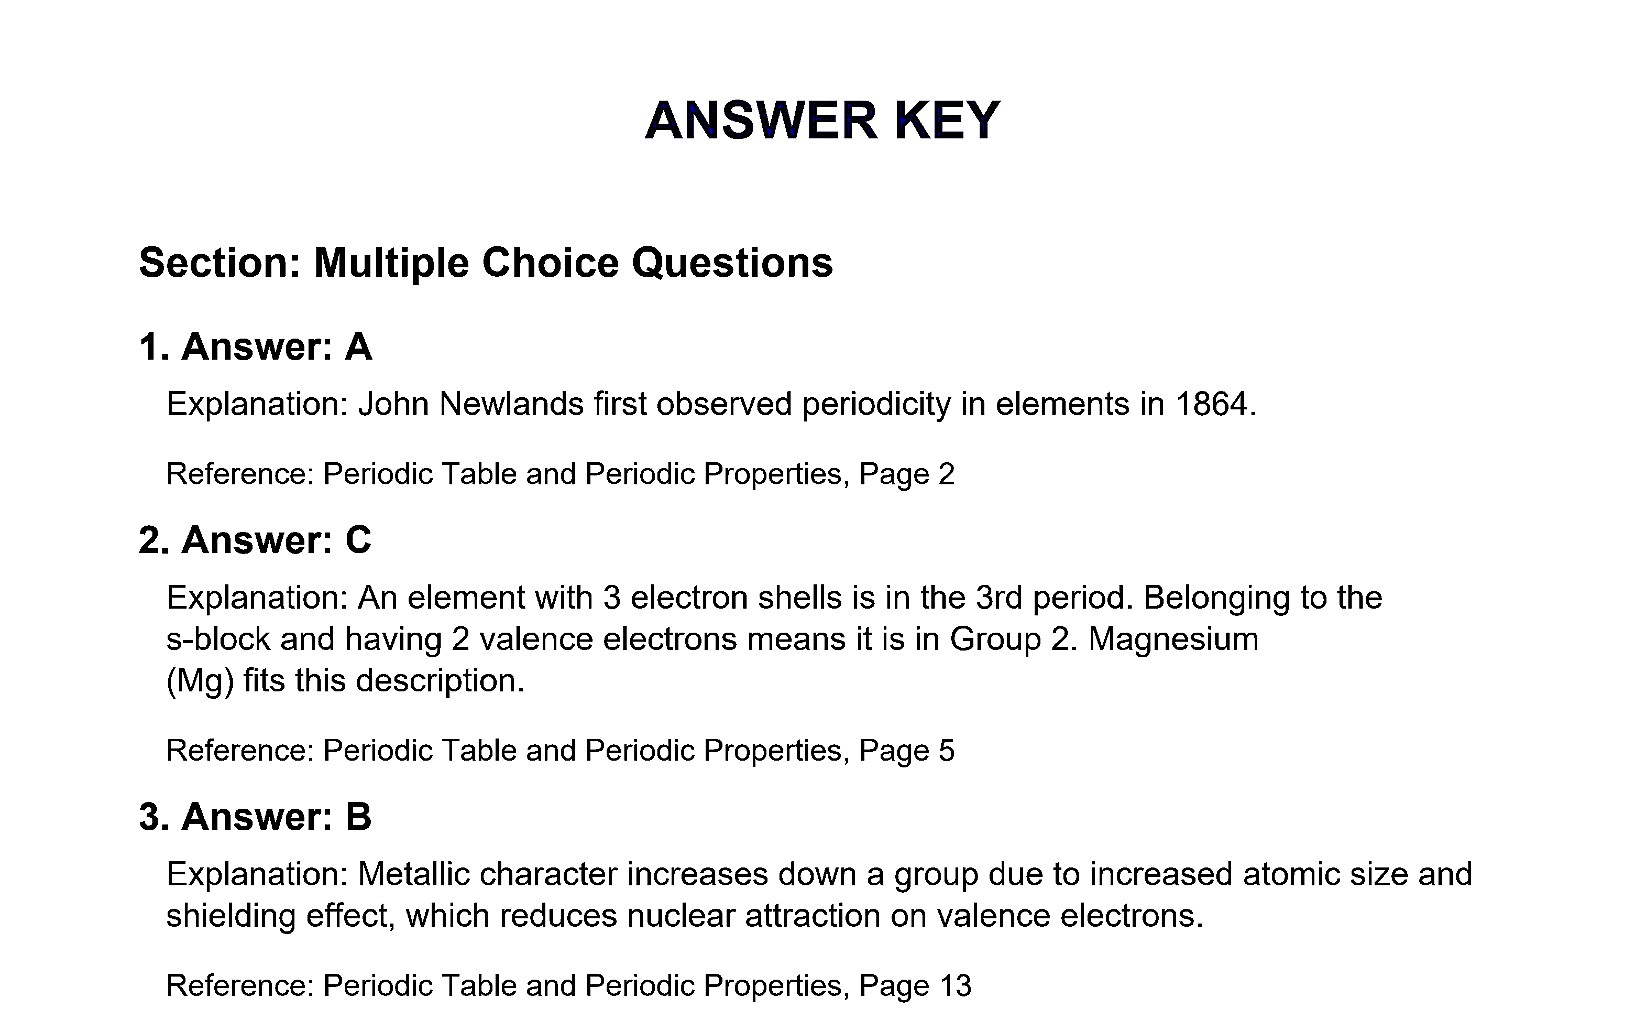 ANSWER KEY
Section: Multiple Choice Questions
1. Answer: A
Explanation: John Newlands first observed periodicity in elements in 1864.
Reference: Periodic Table and Periodic Properties, Page 2
2. Answer: C
Explanation: An element with 3 electron shells is in the 3rd period. Belonging to the
s-block and having 2 valence electrons means it is in Group 2. Magnesium
(Mg) fits this description.
Reference: Periodic Table and Periodic Properties, Page 5
3. Answer: B
Explanation: Metallic character increases down a group due to increased atomic size and
shielding effect, which reduces nuclear attraction on valence electrons.
Reference: Periodic Table and Periodic Properties, Page 13